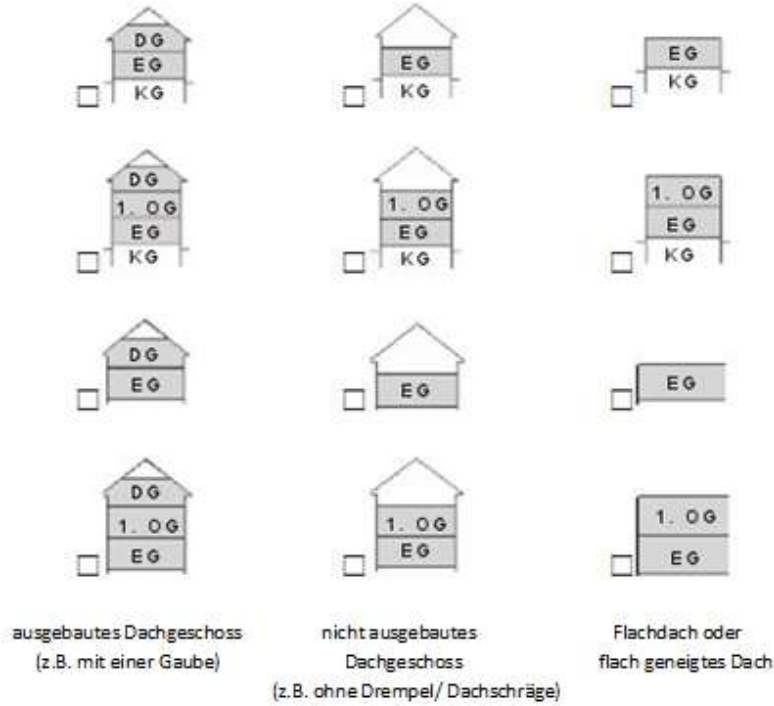 DG
EG
KG
EG
KG
EG
KG
DG
1. OG
EG
KG
1. OG
EG
KG
1. OG
EG
KG
DG
EG
EG
EG
DG
1. OG
EG
1. OG
EG
1. OG
EG
ausgebautes Dachgeschoss
(z.B. mit einer Gaube)
nicht ausgebautes
Dachgeschoss
(z.B. ohne Drempel/ Dachschräge)
Flachdach oder
flach geneigtes Dach